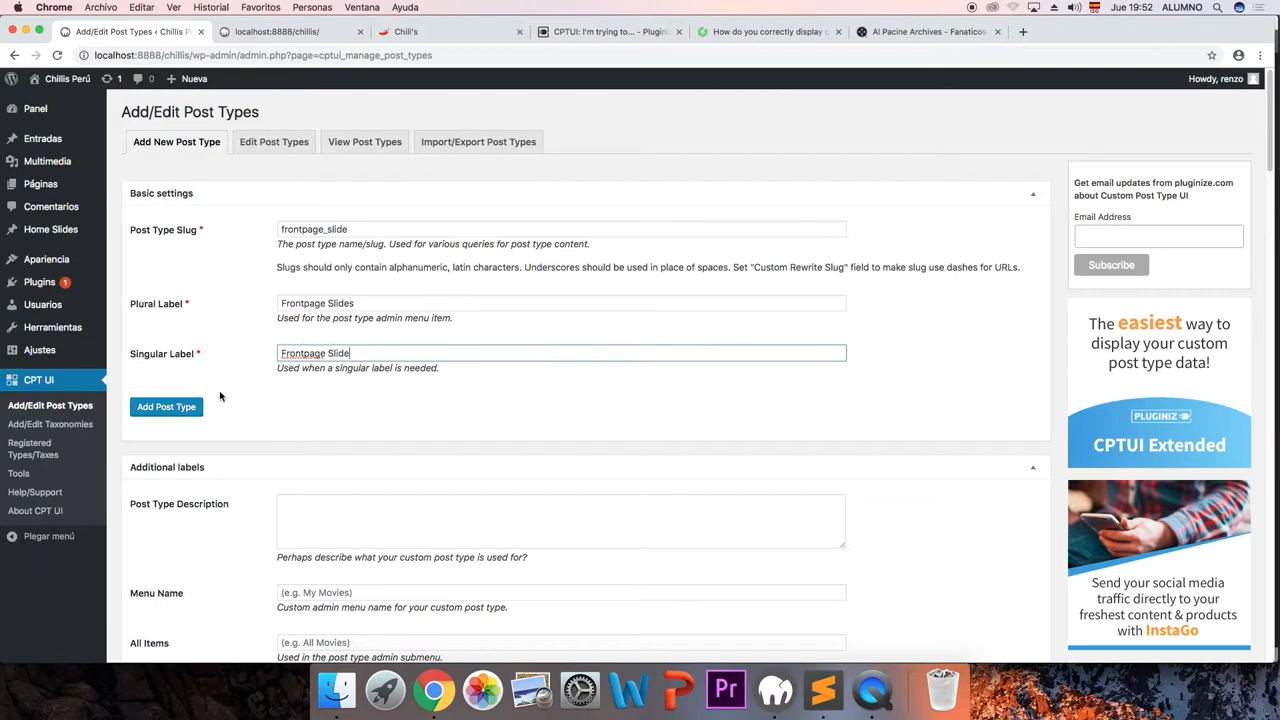 Chrome Archivo Editar Ver Historial Favoritos Personas Ventana Ayuda Jue 19:52 ALUMNO
Add/Edit Post Types ‹ Chillis P
localhost:8888/chillis/
Chili's
CPTUI: I'm trying to... - Plugini
How do you correctly display c
Al Pacine Archives - Fanaticos
localhost:8888/chillis/wp-admin/admin.php?page=cptui_manage_post_types
Chillis Perú 1 0 Nueva Howdy, renzo
Panel
Entradas
Multimedia
Páginas
Comentarios
Home Slides
Apariencia
Plugins 1
Usuarios
Herramientas
Ajustes
CPT UI
Add/Edit Post Types
Add/Edit Taxonomies
Registered
Types/Taxes
Tools
Help/Support
About CPT UI
Plegar menú
Add/Edit Post Types
Add New Post Type Edit Post Types View Post Types Import/Export Post Types
Basic settings
Post Type Slug * frontpage_slide
The post type name/slug. Used for various queries for post type content.
Slugs should only contain alphanumeric, latin characters. Underscores should be used in place of spaces. Set "Custom Rewrite Slug" field to make slug use dashes for URLs.
Plural Label * Frontpage Slides
Used for the post type admin menu item.
Singular Label * Frontpage Slide
Used when a singular label is needed.
Add Post Type
Additional labels
Post Type Description
Perhaps describe what your custom post type is used for?
Menu Name (e.g. My Movies)
Custom admin menu name for your custom post type.
All Items (e.g. All Movies)
Used in the post type admin submenu.
Get email updates from pluginize.com
about Custom Post Type UI
Email Address
Subscribe
The easiest way to
display your custom
post type data!
PLUGINIZ
CPTUI Extended
Send your social media
traffic directly to your
freshest content & products
with InstaGo
Pr